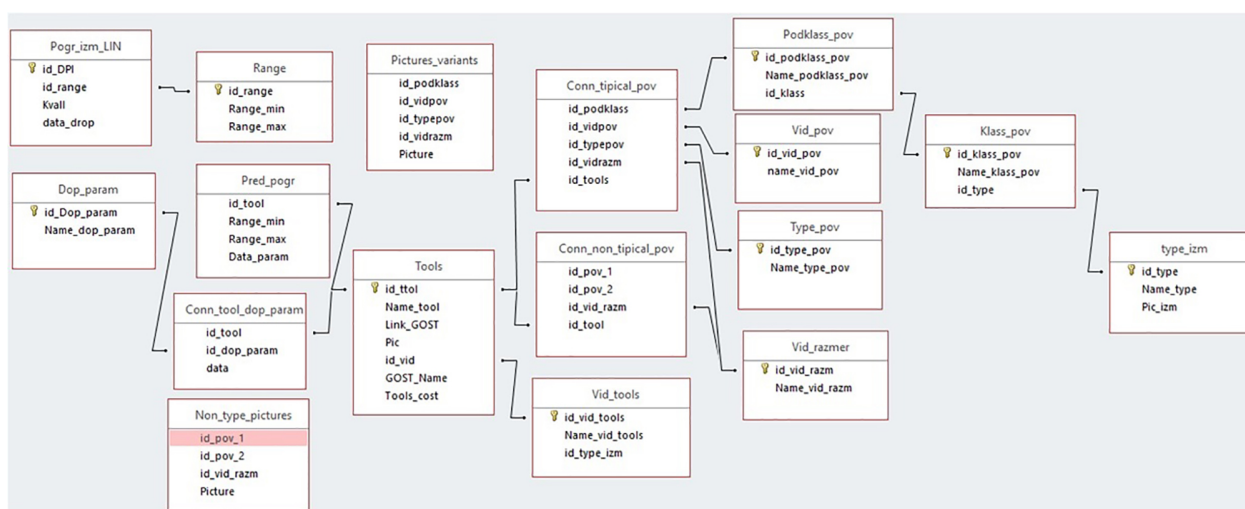 Pogr_izm_LIN
id_DPI
id_range
Kvall
data_drop
Range
id_range
Range_min
Range_max
Pictures_variants
id_podklass
id_vidpov
id_typepov
id_vidrazm
Picture
Conn_tipical_pov
id_podklass
id_vidpov
id_typepov
id_vidrazm
id_tools
Podklass_pov
id_podklass_pov
Name_podklass_pov
id_klass
Vid_pov
id_vid_pov
name_vid_pov
Klass_pov
id_klass_pov
Name_klass_pov
id_type
Dop_param
id_Dop_param
Name_dop_param
Pred_pogr
id_tool
Range_min
Range_max
Data_param
Tools
id_ttol
Name_tool
Link_GOST
Pic
id_vid
GOST_Name
Tools_cost
Conn_non_tipical_pov
id_pov_1
id_pov_2
id_vid_razm
id_tool
Type_pov
id_type_pov
Name_type_pov
type_izm
id_type
Name_type
Pic_izm
Conn_tool_dop_param
id_tool
id_dop_param
data
Vid_razmer
id_vid_razm
Name_vid_razm
Vid_tools
id_vid_tools
Name_vid_tools
id_type_izm
Non_type_pictures
id_pov_1
id_pov_2
id_vid_razm
Picture